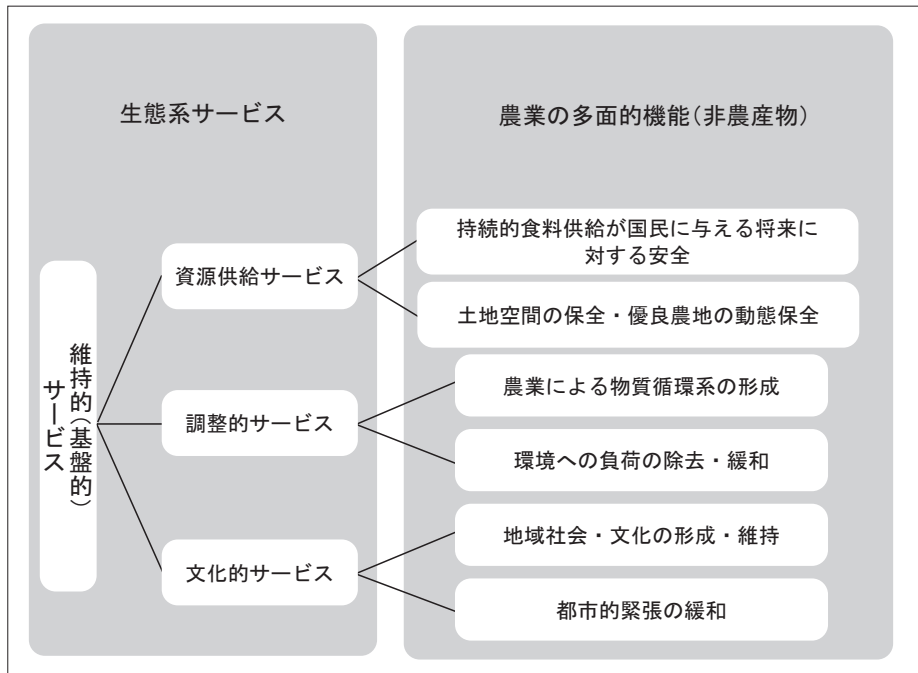 生態系サービス
農業の多面的機能(非農産物)
維持的(基盤的)
サービス
資源供給サービス
調整的サービス
文化的サービス
持続的食料供給が国民に与える将来に
対する安全
土地空間の保全・優良農地の動態保全
農業による物質循環系の形成
環境への負荷の除去・緩和
地域社会・文化の形成・維持
都市的緊張の緩和